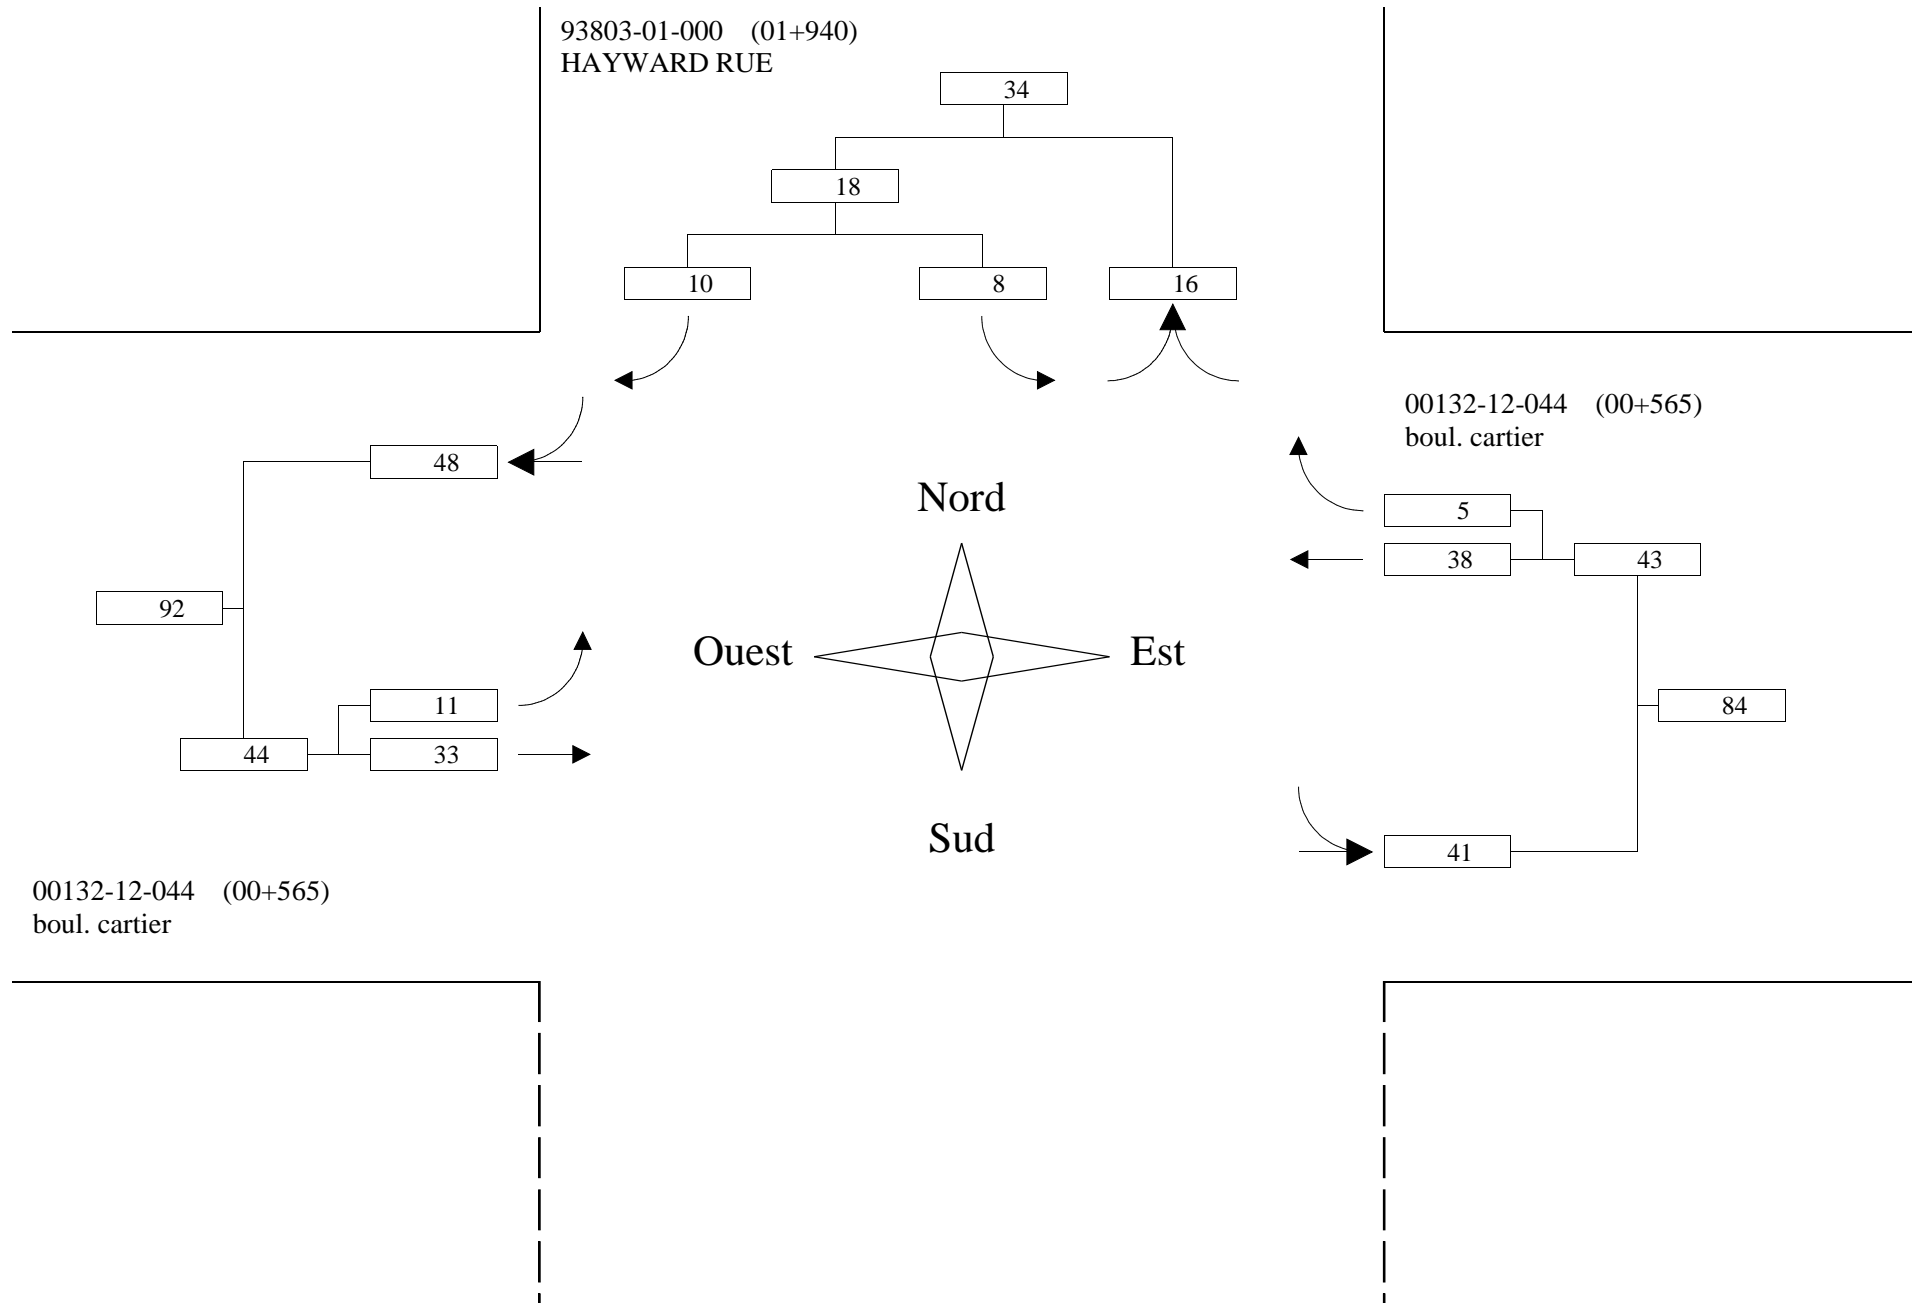 93803-01-000 (01+940)
HAYWARD RUE
34
18
10
8
16
00132-12-044 (00+565)
boul. cartier
48
Nord
5
38
43
92
Ouest
Est
11
84
44
33
Sud
41
00132-12-044 (00+565)
boul. cartier